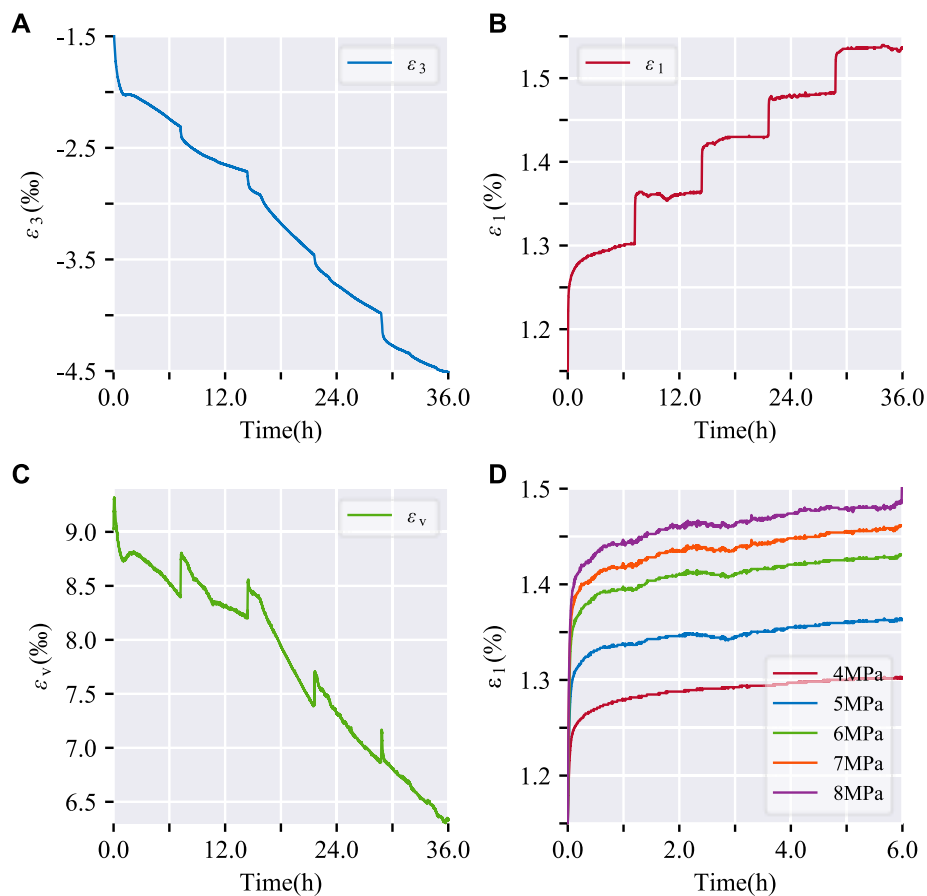 A
-1.5
-2.5
-3.5
-4.5
ε3(‰)
ε3
0.0 12.0 24.0 36.0
Time(h)
B
1.5
1.4
1.3
1.2
ε1(%)
ε1
0.0 12.0 24.0 36.0
Time(h)
C
9.0
8.5
8.0
7.5
7.0
6.5
εv(‰)
εv
0.0 12.0 24.0 36.0
Time(h)
D
1.5
1.4
1.3
1.2
ε1(%)
4MPa
5MPa
6MPa
7MPa
8MPa
0.0 2.0 4.0 6.0
Time(h)